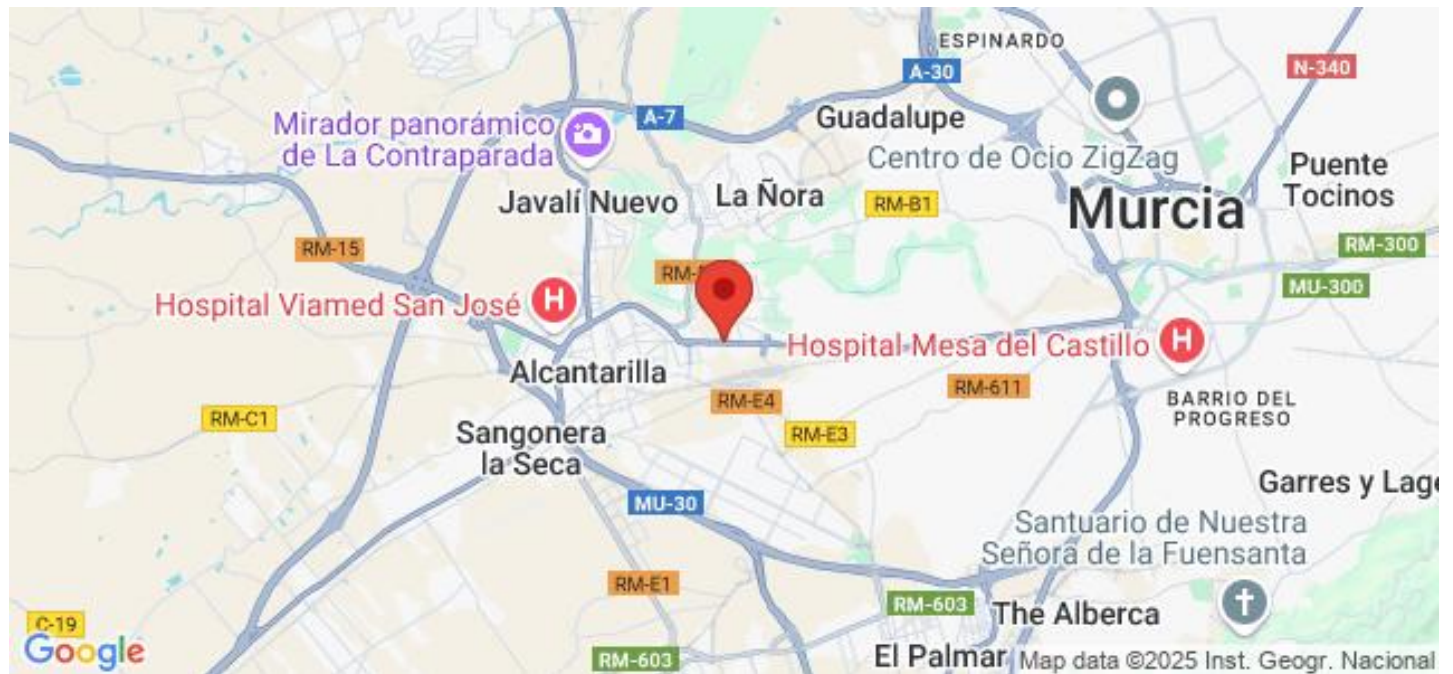 ESPINARDO
N-340
A-30
Mirador panorámico
de La Contraparada
A-7
Guadalupe
Centro de Ocio ZigZag
Puente
Tocinos
Javalí Nuevo
La Ñora
RM-B1
Murcia
RM-15
RM-300
MU-300
Hospital Viamed San José
H
Hospital Mesa del Castillo
H
Alcantarilla
RM-E4
RM-611
BARRIO DEL
PROGRESO
RM-C1
Sangonera
la Seca
RM-E3
MU-30
Garres y Lag
Santuario de Nuestra
Señora de la Fuensanta
RM-E1
RM-603
The Alberca
C-19
Google
RM-603
El Palmar
Map data ©2025 Inst. Geogr. Nacional